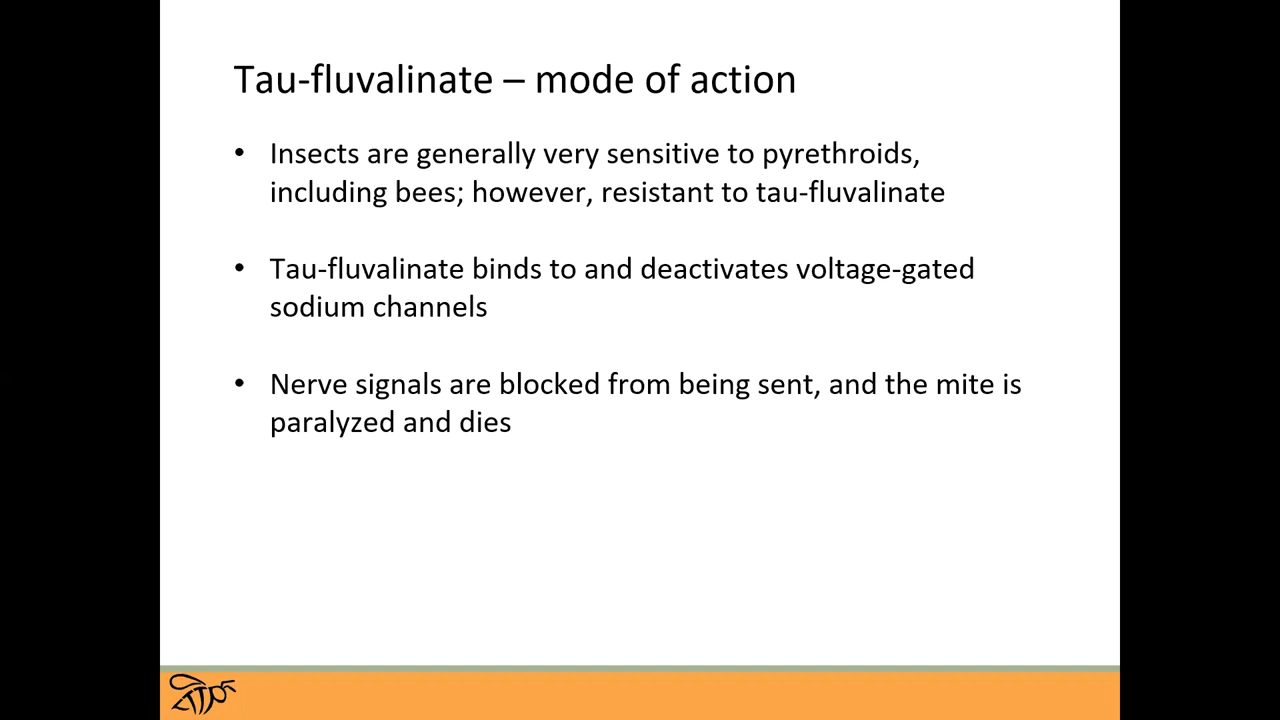 Tau-fluvalinate – mode of action
• Insects are generally very sensitive to pyrethroids,
including bees; however, resistant to tau-fluvalinate
• Tau-fluvalinate binds to and deactivates voltage-gated
sodium channels
• Nerve signals are blocked from being sent, and the mite is
paralyzed and dies